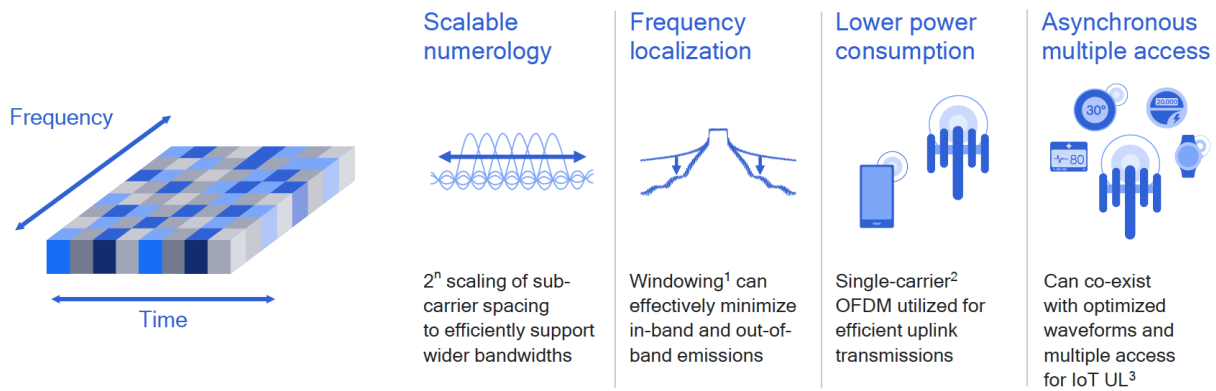 Frequency
Time
Scalable
numerology
2ⁿ scaling of sub-
carrier spacing
to efficiently support
wider bandwidths
Frequency
localization
Windowing¹ can
effectively minimize
in-band and out-of-
band emissions
Lower power
consumption
Single-carrier²
OFDM utilized for
efficient uplink
transmissions
Asynchronous
multiple access
30°
20.000
80
Can co-exist
with optimized
waveforms and
multiple access
for IoT UL³